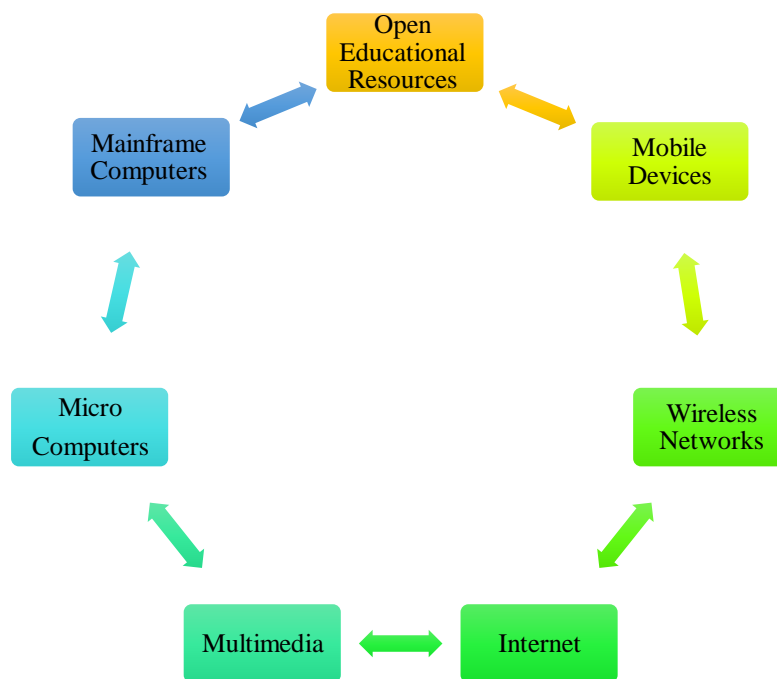 Open
Educational
Resources
Mobile
Devices
Wireless
Networks
Internet
Multimedia
Micro
Computers
Mainframe
Computers